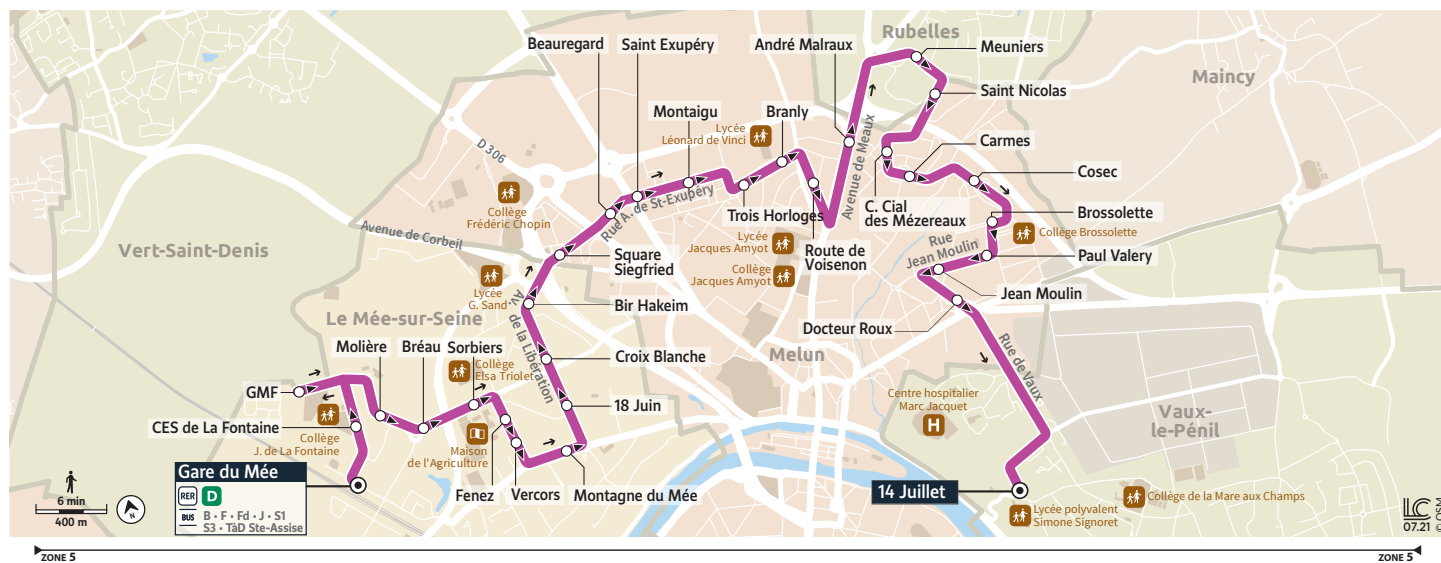 Rubelles
Beauregard
Saint Exupéry
André Malraux
Meuniers
Maincy
Saint Nicolas
Montaigu
Branly
Lycée
Léonard de Vinci
D 306
Carmes
Avenue de Meaux
Cosec
Collège
Frédéric Chopin
Rue A. de St-Exupéry
Trois Horloges
C. Cial
des Mézereaux
Brossolette
Collège Brossolette
Avenue de Corbeil
Vert-Saint-Denis
Lycée
Jacques Amyot
Route de
Voisenon
Rue
Jean Moulin
Paul Valery
Square
Siegfried
Collège
Jacques Amyot
Lycée
G. Sand
Av. de la Libération
Bir Hakeim
Jean Moulin
Le Mée-sur-Seine
Docteur Roux
Molière
Bréau
Sorbiers
Croix Blanche
Melun
Rue de Vaux
Collège
Elsa Triolet
GMF
18 Juin
Centre hospitalier
Marc Jacquet
H
Vaux-
le-Pénil
CES de La Fontaine
Collège
J. de La Fontaine
Maison
de l'Agriculture
Gare du Mée
RER D
BUS B • F • Fd • J • S1
S3 • TàD Ste-Assise
Fenez
Vercors
Montagne du Mée
14 Juillet
Collège de la Mare aux Champs
Lycée polyvalent
Simone Signoret
6 min
400 m
N
LC
07.21 © OSM
ZONE 5
ZONE 5